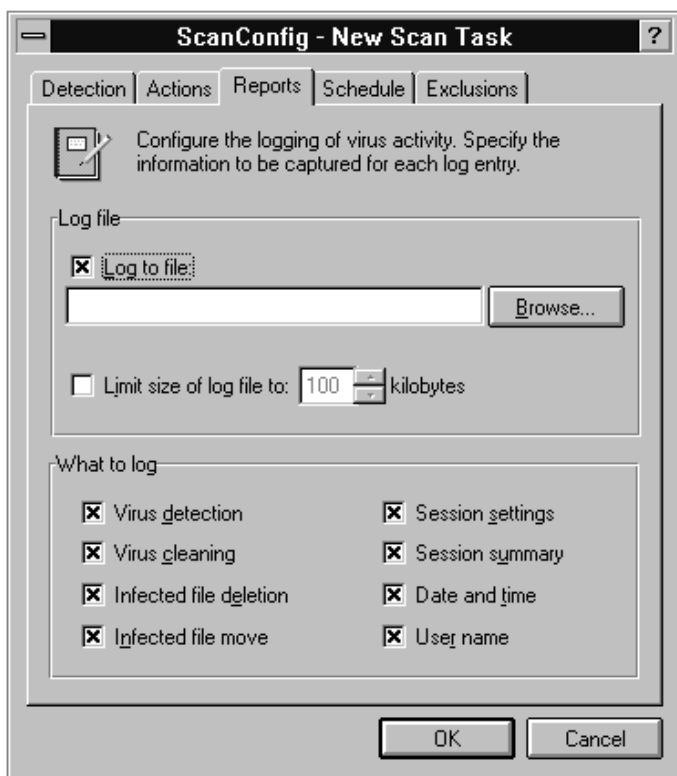 ScanConfig - New Scan Task ?
Detection Actions Reports Schedule Exclusions
Configure the logging of virus activity. Specify the
information to be captured for each log entry.
Log file
Log to file:
Browse...
Limit size of log file to: 100 kilobytes
What to log
Virus detection Session settings
Virus cleaning Session summary
Infected file deletion Date and time
Infected file move User name
OK Cancel